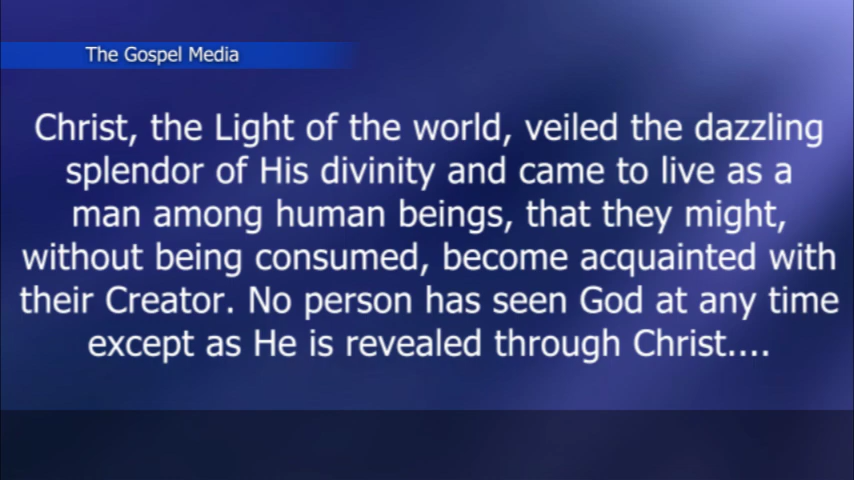 The Gospel Media
Christ, the Light of the world, veiled the dazzling
splendor of His divinity and came to live as a
man among human beings, that they might,
without being consumed, become acquainted with
their Creator. No person has seen God at any time
except as He is revealed through Christ....